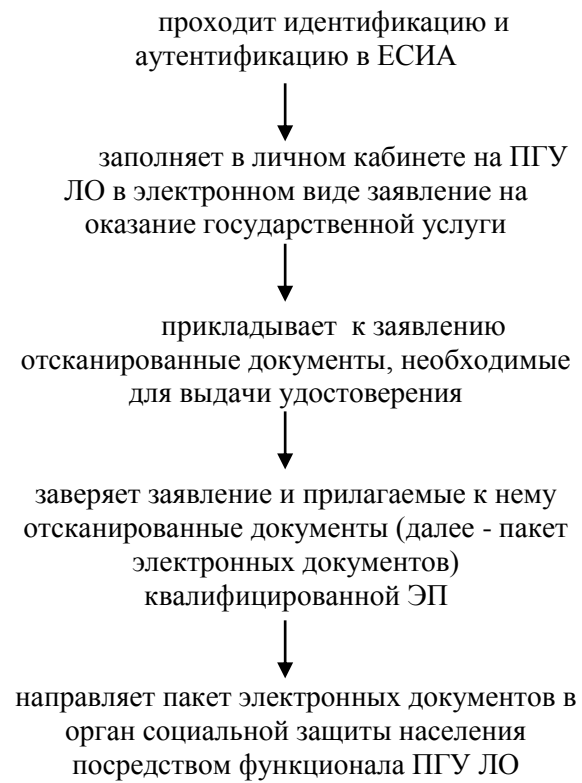 проходит идентификацию и
аутентификацию в ЕСИА
заполняет в личном кабинете на ПГУ
ЛО в электронном виде заявление на
оказание государственной услуги
прикладывает к заявлению
отсканированные документы, необходимые
для выдачи удостоверения
заверяет заявление и прилагаемые к нему
отсканированные документы (далее - пакет
электронных документов)
квалифицированной ЭП
направляет пакет электронных документов в
орган социальной защиты населения
посредством функционала ПГУ ЛО